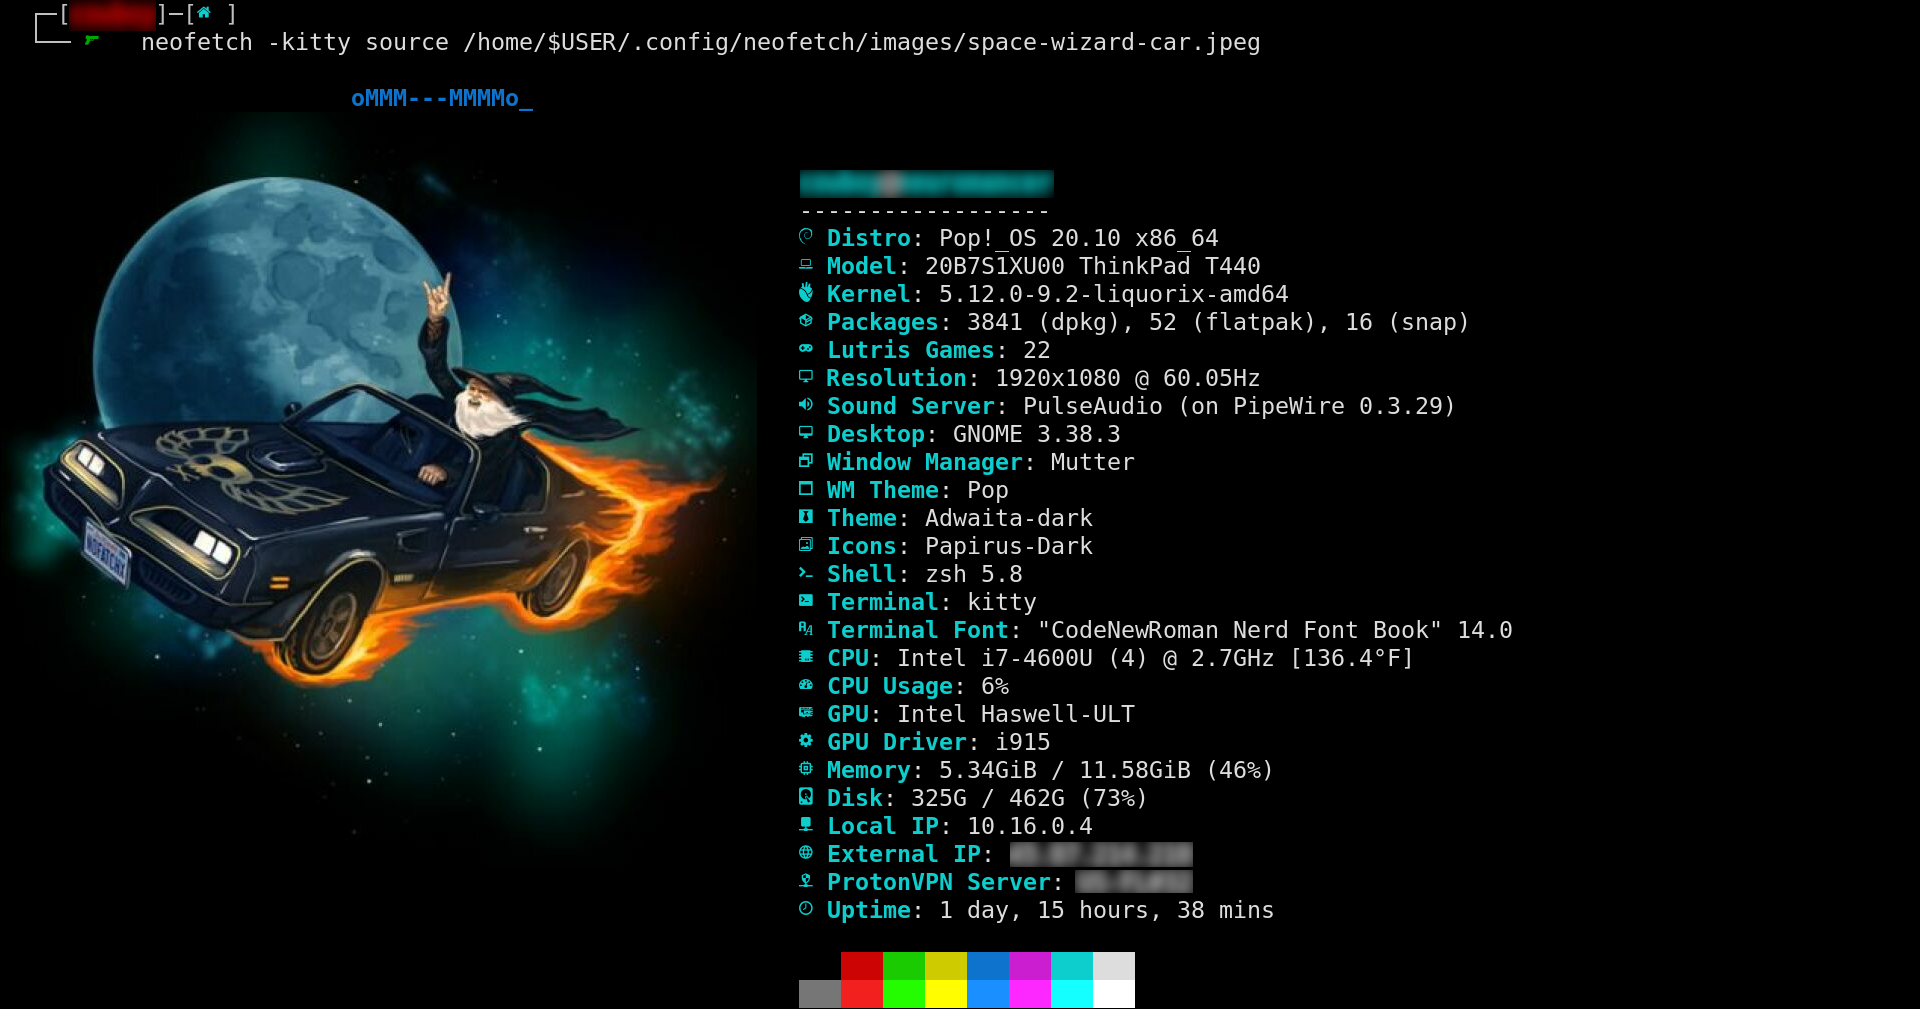 [ ]─[ ]
neofetch -kitty source /home/$USER/.config/neofetch/images/space-wizard-car.jpeg
oMMM---MMMMo_
------------------
Distro: Pop!_OS 20.10 x86_64
Model: 20B7S1XU00 ThinkPad T440
Kernel: 5.12.0-9.2-liquorix-amd64
Packages: 3841 (dpkg), 52 (flatpak), 16 (snap)
Lutris Games: 22
Resolution: 1920x1080 @ 60.05Hz
Sound Server: PulseAudio (on PipeWire 0.3.29)
Desktop: GNOME 3.38.3
Window Manager: Mutter
WM Theme: Pop
Theme: Adwaita-dark
Icons: Papirus-Dark
Shell: zsh 5.8
Terminal: kitty
Terminal Font: "CodeNewRoman Nerd Font Book" 14.0
CPU: Intel i7-4600U (4) @ 2.7GHz [136.4°F]
CPU Usage: 6%
GPU: Intel Haswell-ULT
GPU Driver: i915
Memory: 5.34GiB / 11.58GiB (46%)
Disk: 325G / 462G (73%)
Local IP: 10.16.0.4
External IP:
ProtonVPN Server:
Uptime: 1 day, 15 hours, 38 mins